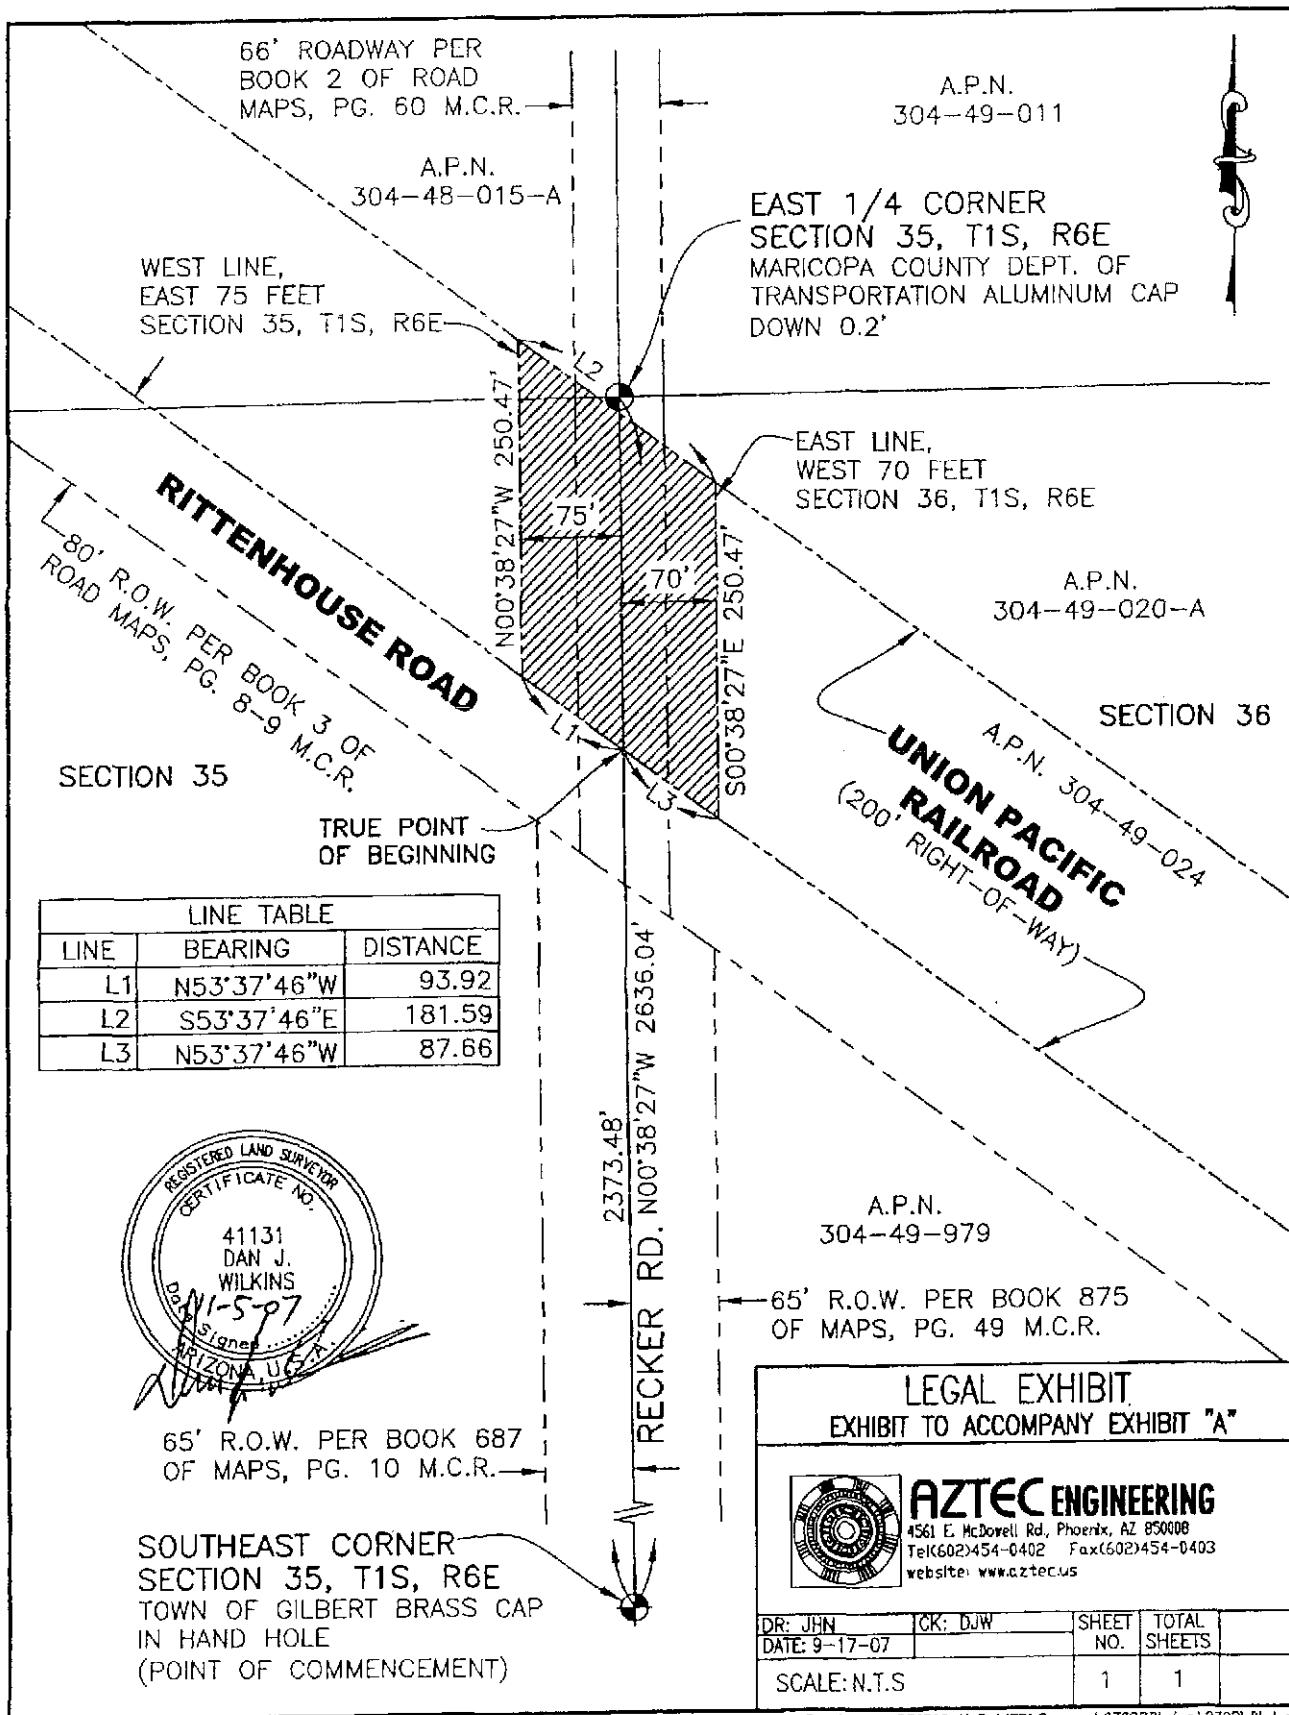 66' ROADWAY PER
BOOK 2 OF ROAD
MAPS, PG. 60 M.C.R.
A.P.N.
304-49-011
A.P.N.
304-48-015-A
EAST 1/4 CORNER
SECTION 35, T1S, R6E
MARICOPA COUNTY DEPT. OF
TRANSPORTATION ALUMINUM CAP
DOWN 0.2'
WEST LINE,
EAST 75 FEET
SECTION 35, T1S, R6E
L2
N00°38'27"W 250.47'
EAST LINE,
WEST 70 FEET
SECTION 36, T1S, R6E
75'
70'
S00°38'27"E 250.47'
RITTENHOUSE ROAD
80' R.O.W. PER BOOK 3 OF
ROAD MAPS, PG. 8-9 M.C.R.
A.P.N.
304-49-020-A
SECTION 36
A.P.N. 304-49-024
UNION PACIFIC
RAILROAD
(200' RIGHT-OF-WAY)
L1
L3
SECTION 35
TRUE POINT
OF BEGINNING
LINE TABLE
LINE BEARING DISTANCE
L1 N53°37'46"W 93.92
L2 S53°37'46"E 181.59
L3 N53°37'46"W 87.66
2373.48'
RECKER RD. N00°38'27"W 2636.04'
REGISTERED LAND SURVEYOR
CERTIFICATE NO.
41131
DAN J.
WILKINS
11-5-07
Date Signed
ARIZONA, U.S.A.
A.P.N.
304-49-979
65' R.O.W. PER BOOK 875
OF MAPS, PG. 49 M.C.R.
65' R.O.W. PER BOOK 687
OF MAPS, PG. 10 M.C.R.
SOUTHEAST CORNER
SECTION 35, T1S, R6E
TOWN OF GILBERT BRASS CAP
IN HAND HOLE
(POINT OF COMMENCEMENT)
LEGAL EXHIBIT
EXHIBIT TO ACCOMPANY EXHIBIT "A"
AZTEC ENGINEERING
4561 E. McDowell Rd., Phoenix, AZ 850008
Tel(602)454-0402 Fax(602)454-0403
website: www.aztec.us
DR: JHN CK: DJW SHEET NO. TOTAL SHEETS
DATE: 9-17-07
SCALE: N.T.S 1 1